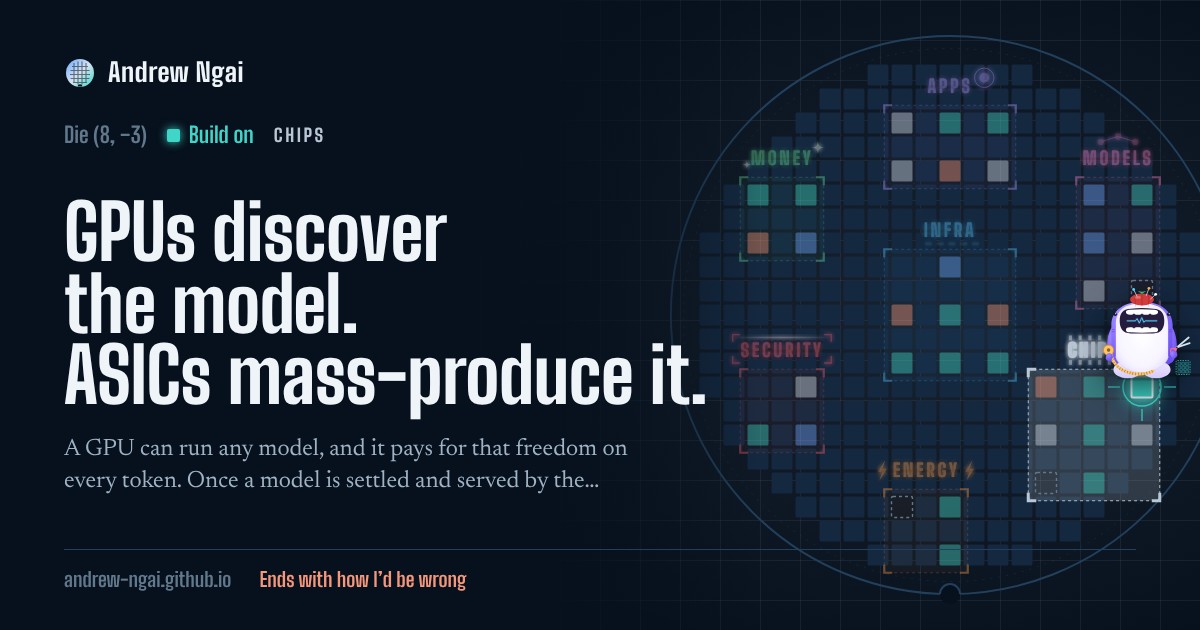 Andrew Ngai
Die (8, −3) Build on CHIPS
GPUs discover
the model.
ASICs mass-produce it.
A GPU can run any model, and it pays for that freedom on
every token. Once a model is settled and served by the...
andrew-ngai.github.io Ends with how I'd be wrong
APPS
MONEY
MODELS
INFRA
SECURITY
ENERGY